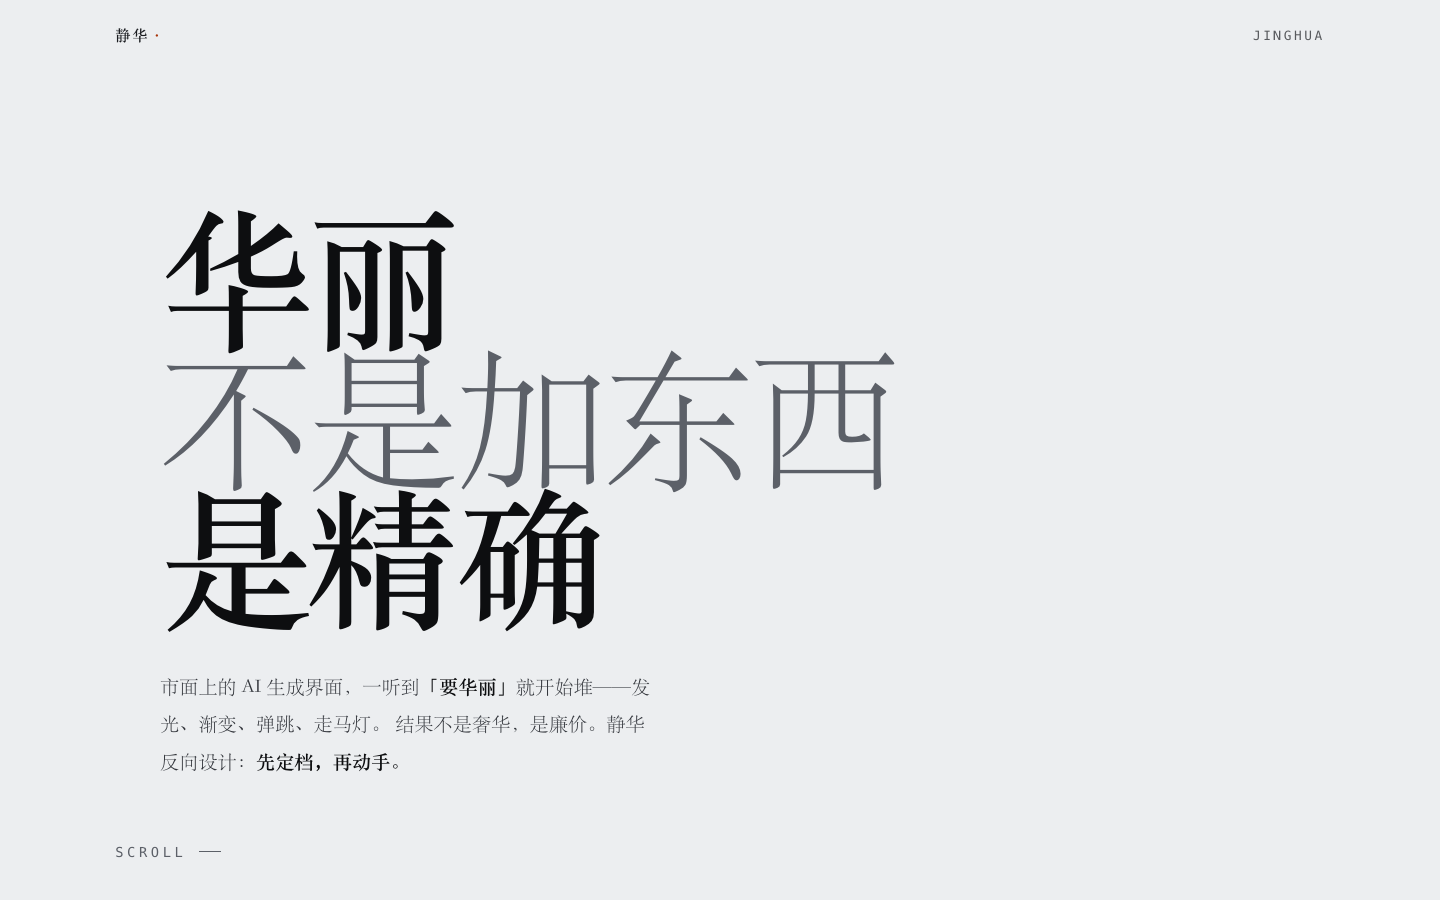 静华 ·
JINGHUA
华丽
不是加东西
是精确
市面上的 AI 生成界面，一听到「要华丽」就开始堆——发
光、渐变、弹跳、走马灯。 结果不是奢华，是廉价。静华
反向设计：先定档，再动手。
SCROLL